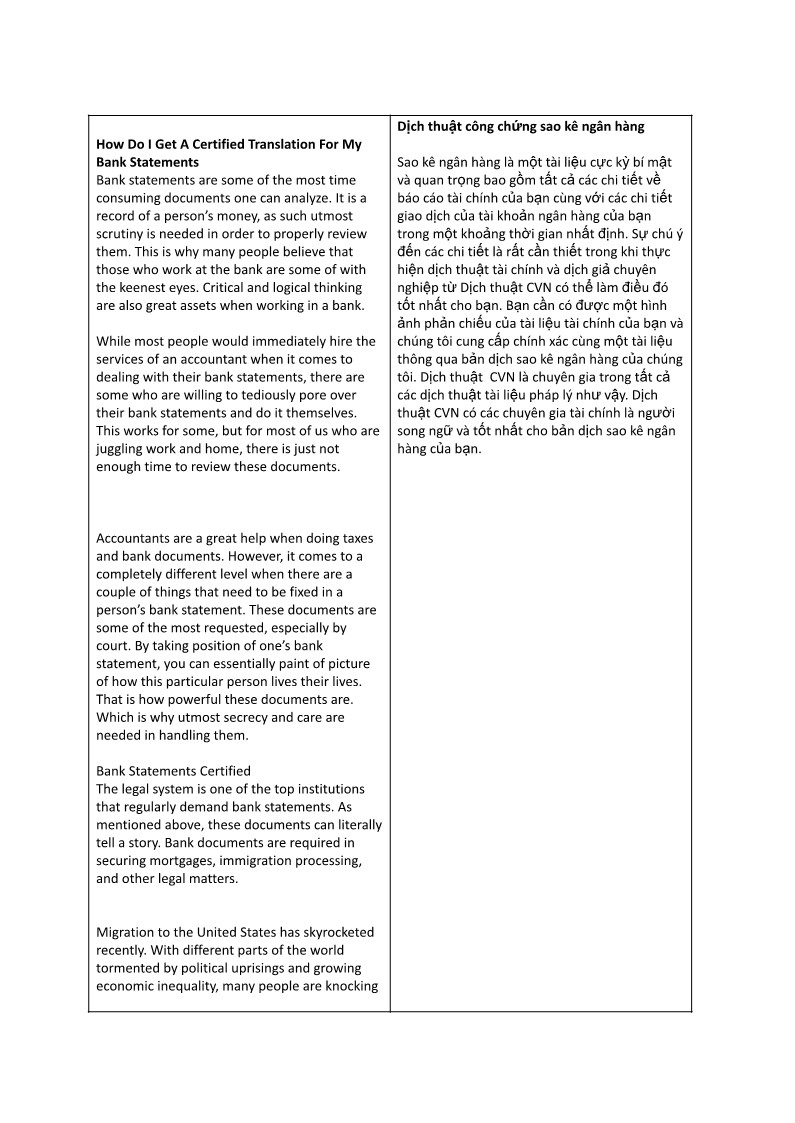 How Do I Get A Certified Translation For My
Bank Statements
Bank statements are some of the most time
consuming documents one can analyze. It is a
record of a person’s money, as such utmost
scrutiny is needed in order to properly review
them. This is why many people believe that
those who work at the bank are some of with
the keenest eyes. Critical and logical thinking
are also great assets when working in a bank.
While most people would immediately hire the
services of an accountant when it comes to
dealing with their bank statements, there are
some who are willing to tediously pore over
their bank statements and do it themselves.
This works for some, but for most of us who are
juggling work and home, there is just not
enough time to review these documents.
Accountants are a great help when doing taxes
and bank documents. However, it comes to a
completely different level when there are a
couple of things that need to be fixed in a
person’s bank statement. These documents are
some of the most requested, especially by
court. By taking position of one’s bank
statement, you can essentially paint of picture
of how this particular person lives their lives.
That is how powerful these documents are.
Which is why utmost secrecy and care are
needed in handling them.
Bank Statements Certified
The legal system is one of the top institutions
that regularly demand bank statements. As
mentioned above, these documents can literally
tell a story. Bank documents are required in
securing mortgages, immigration processing,
and other legal matters.
Migration to the United States has skyrocketed
recently. With different parts of the world
tormented by political uprisings and growing
economic inequality, many people are knocking
Dịch thuật công chứng sao kê ngân hàng
Sao kê ngân hàng là một tài liệu cực kỳ bí mật
và quan trọng bao gồm tất cả các chi tiết về
báo cáo tài chính của bạn cùng với các chi tiết
giao dịch của tài khoản ngân hàng của bạn
trong một khoảng thời gian nhất định. Sự chú ý
đến các chi tiết là rất cần thiết trong khi thực
hiện dịch thuật tài chính và dịch giả chuyên
nghiệp từ Dịch thuật CVN có thể làm điều đó
tốt nhất cho bạn. Bạn cần có được một hình
ảnh phản chiếu của tài liệu tài chính của bạn và
chúng tôi cung cấp chính xác cùng một tài liệu
thông qua bản dịch sao kê ngân hàng của chúng
tôi. Dịch thuật  CVN là chuyên gia trong tất cả
các dịch thuật tài liệu pháp lý như vậy. Dịch
thuật CVN có các chuyên gia tài chính là người
song ngữ và tốt nhất cho bản dịch sao kê ngân
hàng của bạn.